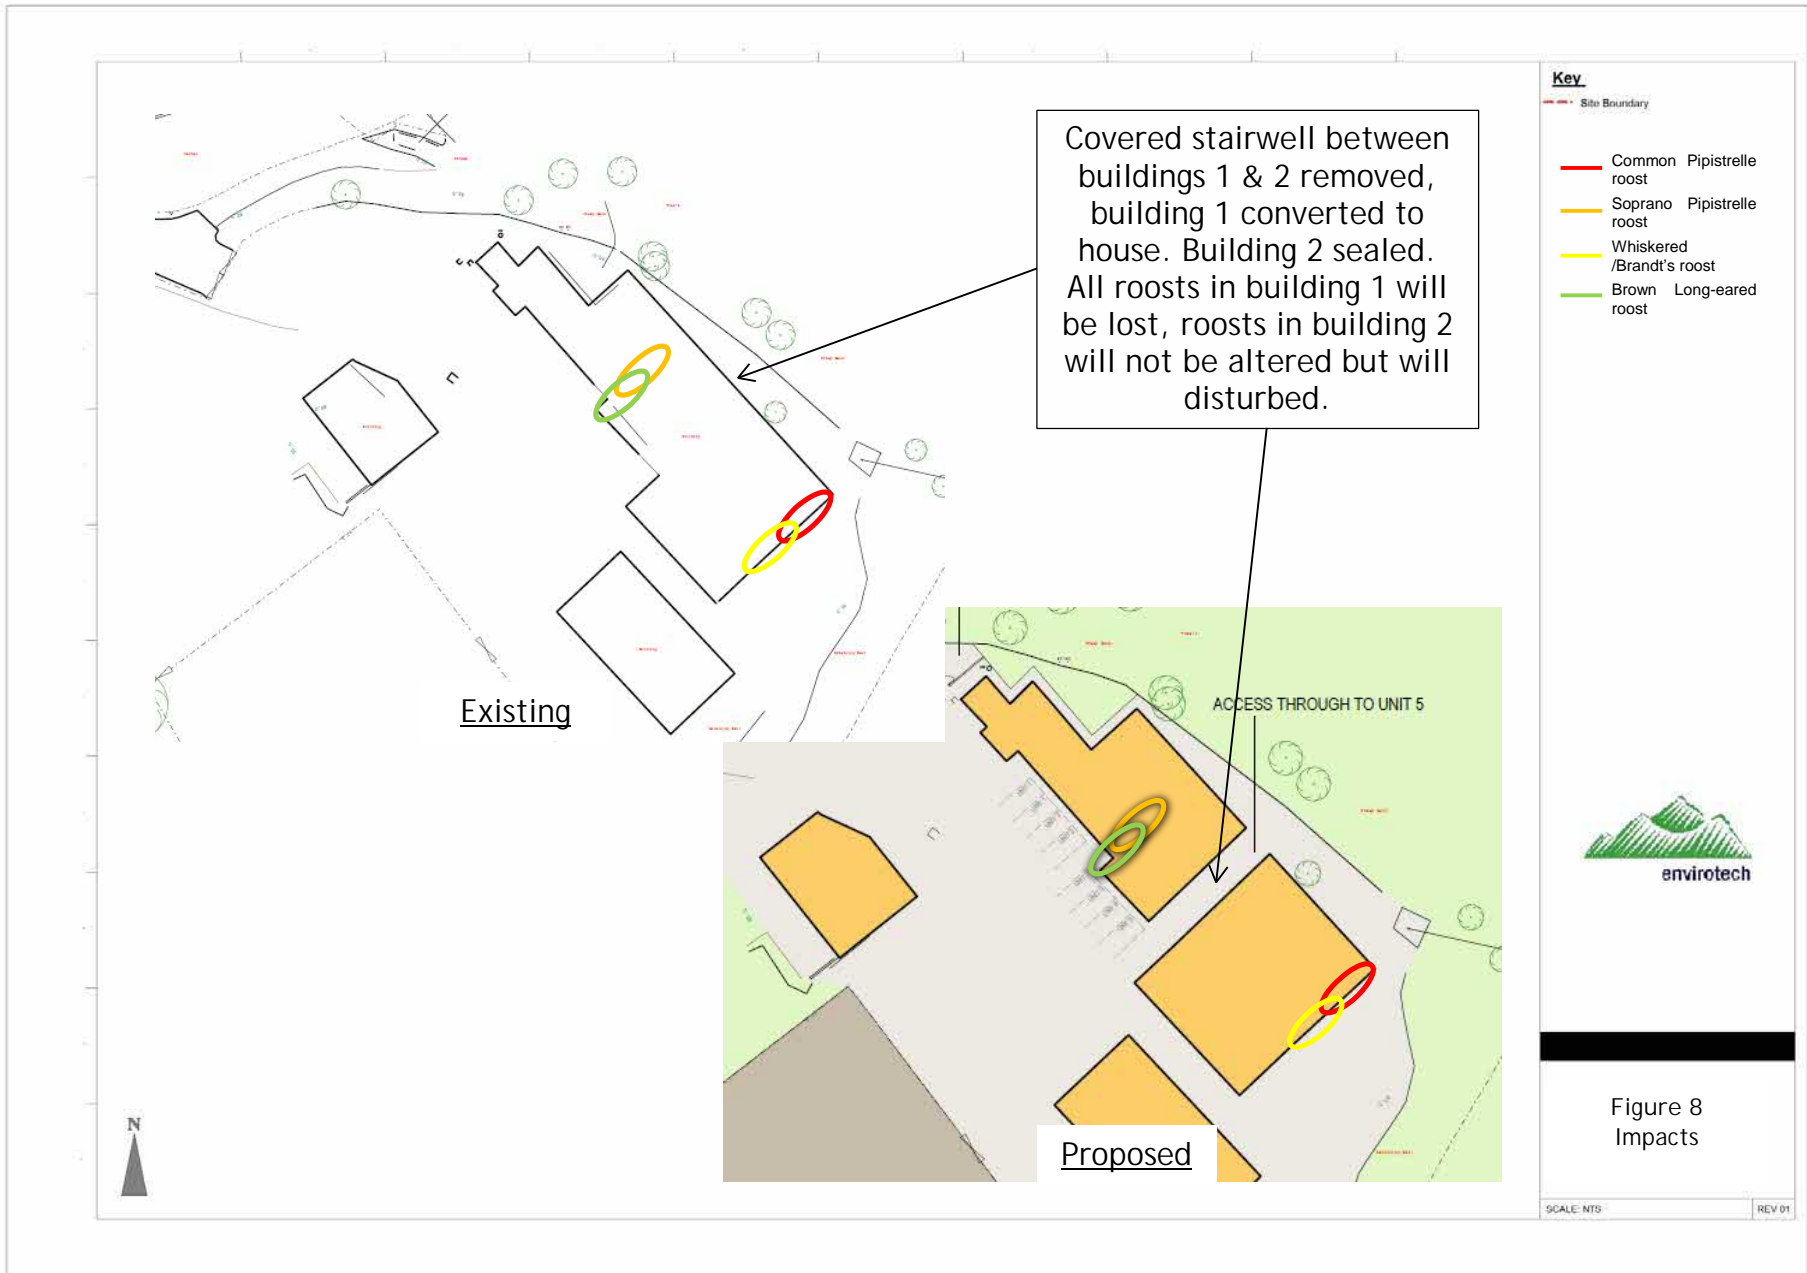 Key
Site Boundary
Common Pipistrelle
roost
Soprano Pipistrelle
roost
Whiskered
/Brandt's roost
Brown Long-eared
roost
Covered stairwell between
buildings 1 & 2 removed,
building 1 converted to
house. Building 2 sealed.
All roosts in building 1 will
be lost, roosts in building 2
will not be altered but will
disturbed.
Existing
ACCESS THROUGH TO UNIT 5
Proposed
N
envirotech
Figure 8
Impacts
SCALE: NTS
REV 01